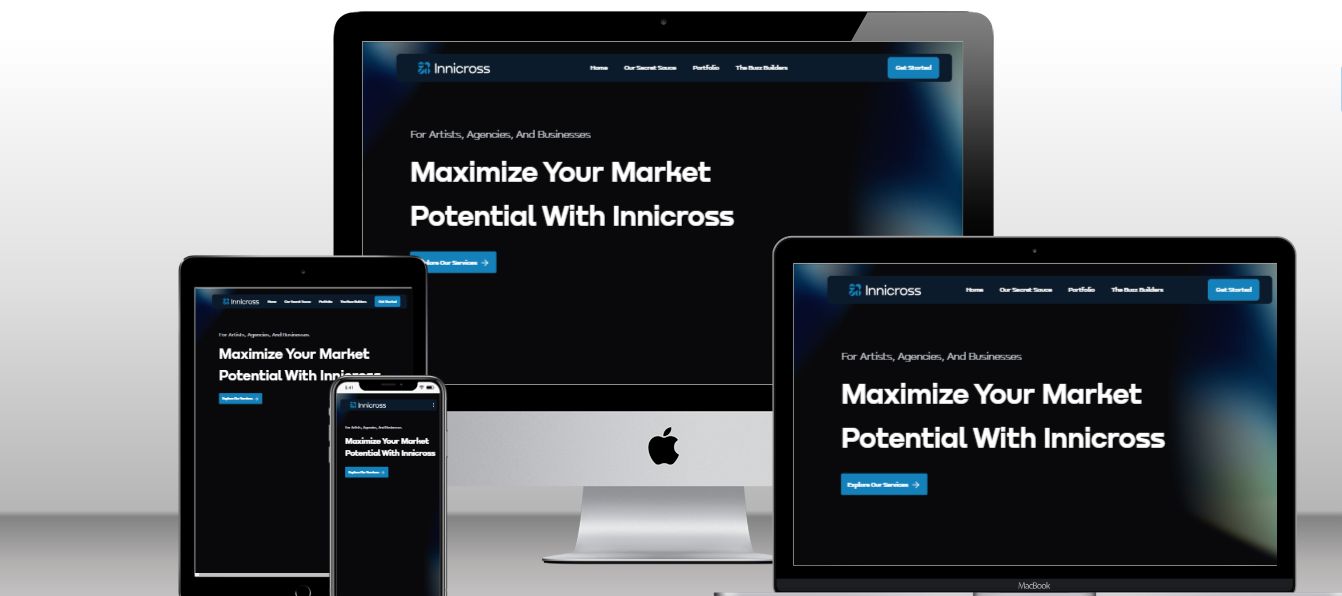 Innicross
Home Our Secret Sauce Portfolio The Buzz Builders Get Started
For Artists, Agencies, And Businesses
Maximize Your Market
Potential With Innicross
Explore Our Services →
Innicross Home Our Secret Sauce Portfolio The Buzz Builders Get Started
For Artists, Agencies, And Businesses
Maximize Your Market
Potential With Innicross
Explore Our Services →
9:41
Innicross
For Artists, Agencies, And Businesses
Maximize Your Market
Potential With Innicross
Explore Our Services →
Innicross
Home Our Secret Sauce Portfolio The Buzz Builders Get Started
For Artists, Agencies, And Businesses
Maximize Your Market
Potential With Innicross
Explore Our Services →
MacBook